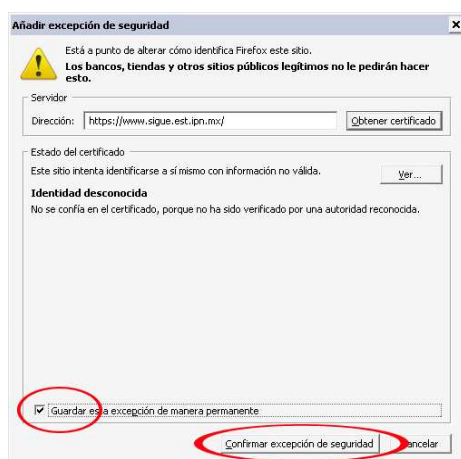 Añadir excepción de seguridad
Está a punto de alterar cómo identifica Firefox este sitio.
Los bancos, tiendas y otros sitios públicos legítimos no le pedirán hacer
esto.
Servidor
Dirección: https://www.sigue.est.ipn.mx/ Obtener certificado
Estado del certificado
Este sitio intenta identificarse a sí mismo con información no válida. Ver...
Identidad desconocida
No se confía en el certificado, porque no ha sido verificado por una autoridad reconocida.
Guardar esta excepción de manera permanente
Confirmar excepción de seguridad Cancelar